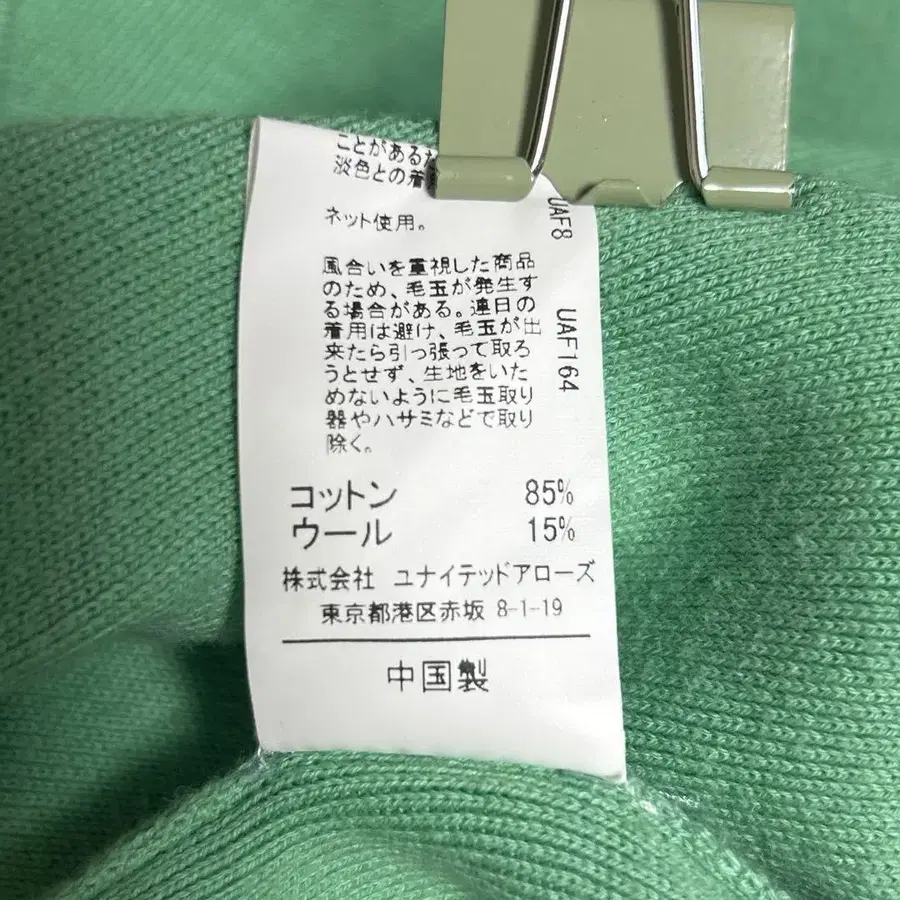 ことがあるた
淡色との着
ネット使用。
風合いを重視した商品
のため、毛玉が発生す
る場合がある。連日の
着用は避け、毛玉が出
来たら引っ張って取ろ
うとせず、生地をいた
めないように毛玉取り
器やハサミなどで取り
除く。
コットン 85%
ウール 15%
株式会社 ユナイテッドアローズ
東京都港区赤坂 8-1-19
中国製
UAF8
UAF164